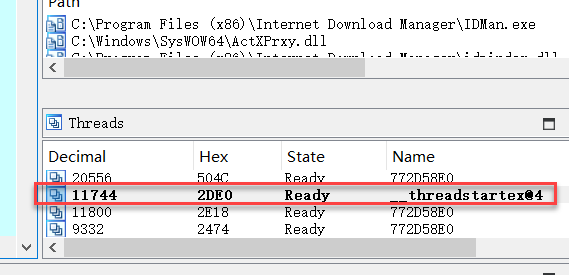 Path
C:\Program Files (x86)\Internet Download Manager\IDMan.exe
C:\Windows\SysWOW64\ActXPrxy.dll
C:\Program Files (x86)\Internet Download Manager\idmindex.dll
Threads
Decimal Hex State Name
20556 504C Ready 772D58E0
11744 2DE0 Ready __threadstartex@4
11800 2E18 Ready 772D58E0
9332 2474 Ready 772D58E0